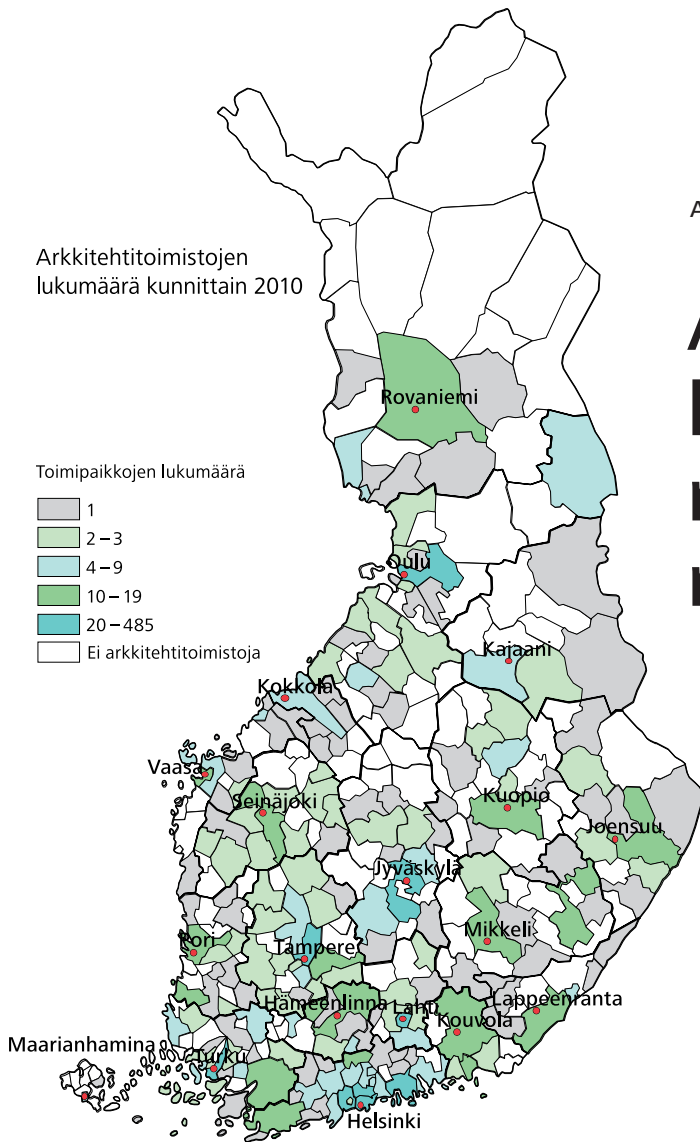 Arkkitehtitoimistojen
lukumäärä kunnittain 2010
Toimipaikkojen lukumäärä
1
2–3
4–9
10–19
20–485
Ei arkkitehtitoimistoja
Rovaniemi
Oulu
Kajaani
Kokkola
Vaasa
Seinäjoki
Kuopio
Joensuu
Jyväskylä
Mikkeli
Pori
Tampere
Hämeenlinna
Lahti
Lappeenranta
Kouvola
Maarianhamina
Turku
Helsinki
A